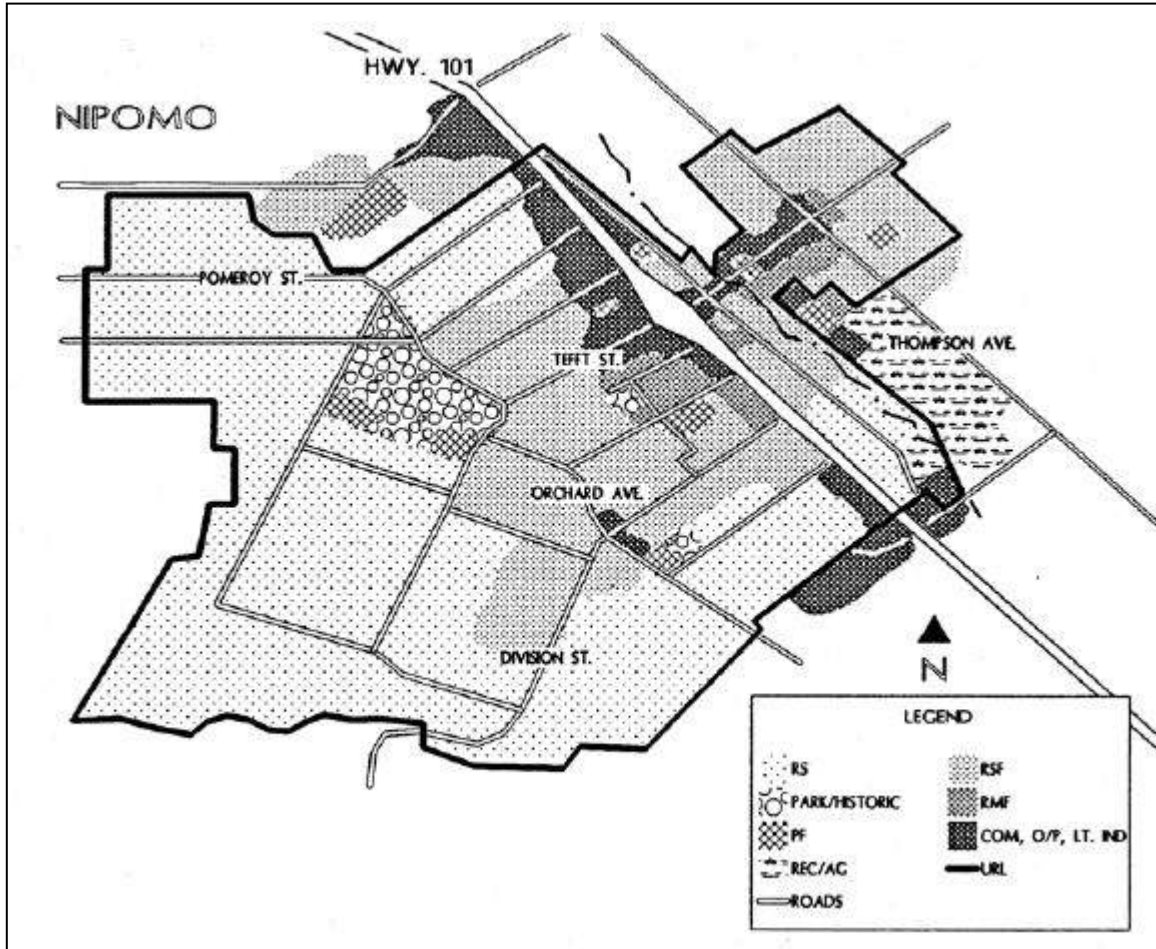 HWY. 101
NIPOMO
POMEROY ST.
THOMPSON AVE.
TEFFT ST.
ORCHARD AVE.
DIVISION ST.
N
LEGEND
RS
PARK/HISTORIC
PF
REC/AG
ROADS
RSF
RMF
COM, O/P, LT. IND
URL